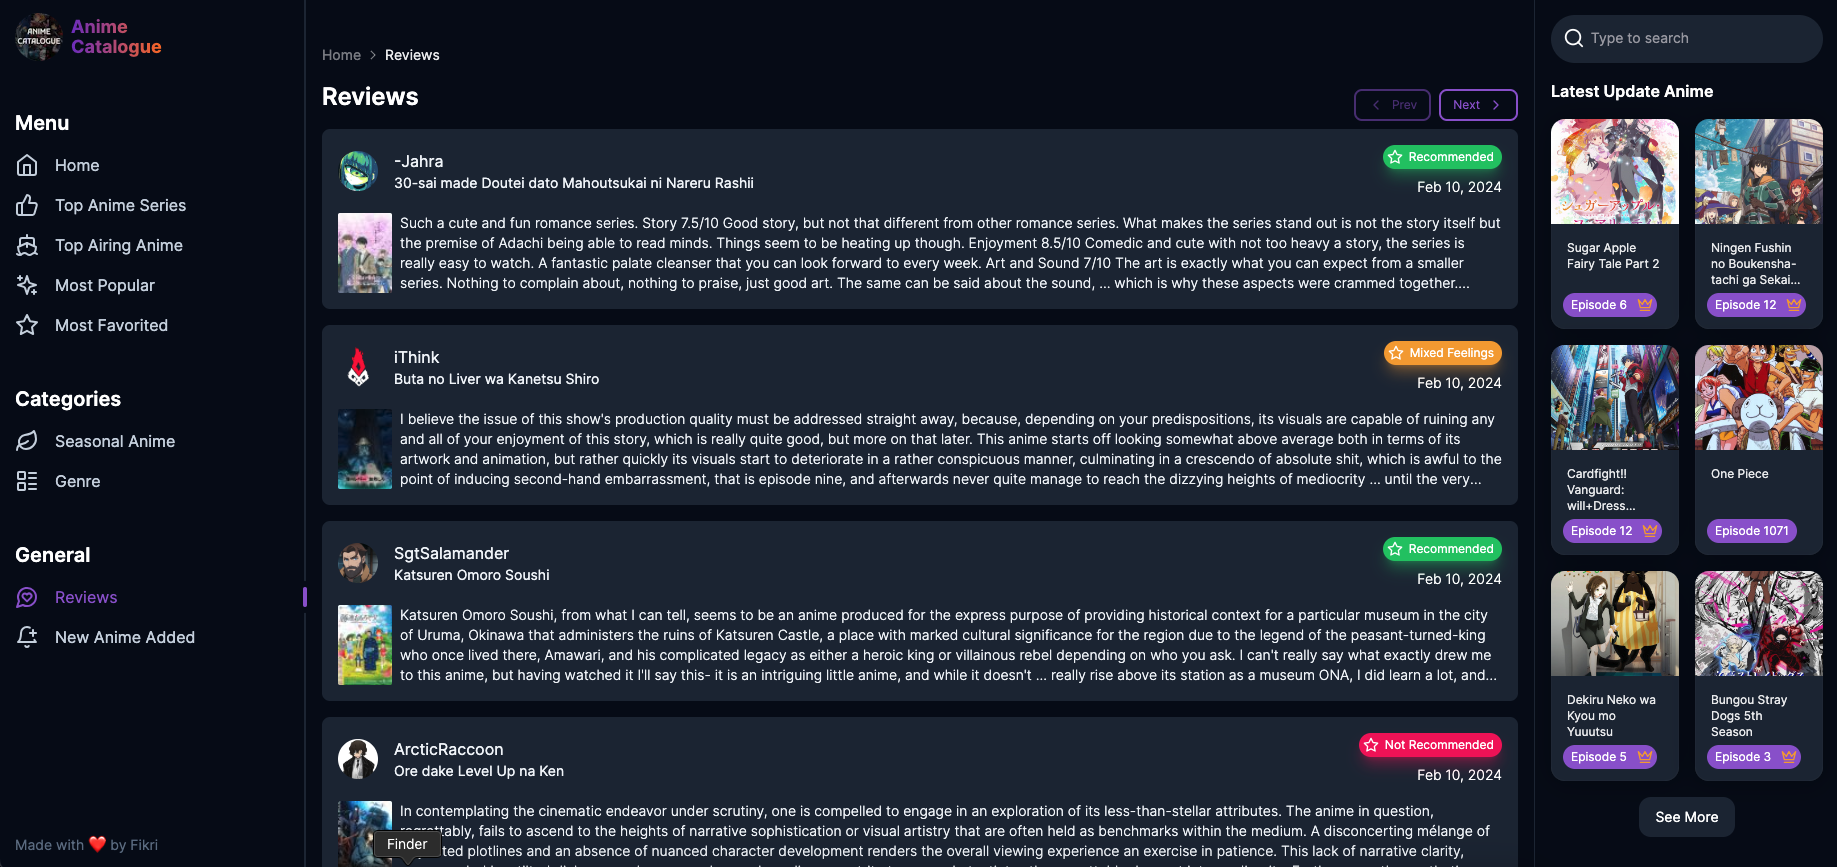 ANIME
CATALOGUE
Anime
Catalogue
Menu
Home
Top Anime Series
Top Airing Anime
Most Popular
Most Favorited
Categories
Seasonal Anime
Genre
General
Reviews
New Anime Added
Made with ❤️ by Fikri
Home > Reviews
Reviews
< Prev
Next >
-Jahra
30-sai made Doutei dato Mahoutsukai ni Nareru Rashii
Recommended
Feb 10, 2024
Such a cute and fun romance series. Story 7.5/10 Good story, but not that different from other romance series. What makes the series stand out is not the story itself but
the premise of Adachi being able to read minds. Things seem to be heating up though. Enjoyment 8.5/10 Comedic and cute with not too heavy a story, the series is
really easy to watch. A fantastic palate cleanser that you can look forward to every week. Art and Sound 7/10 The art is exactly what you can expect from a smaller
series. Nothing to complain about, nothing to praise, just good art. The same can be said about the sound, ... which is why these aspects were crammed together....
iThink
Buta no Liver wa Kanetsu Shiro
Mixed Feelings
Feb 10, 2024
I believe the issue of this show's production quality must be addressed straight away, because, depending on your predispositions, its visuals are capable of ruining any
and all of your enjoyment of this story, which is really quite good, but more on that later. This anime starts off looking somewhat above average both in terms of its
artwork and animation, but rather quickly its visuals start to deteriorate in a rather conspicuous manner, culminating in a crescendo of absolute shit, which is awful to the
point of inducing second-hand embarrassment, that is episode nine, and afterwards never quite manage to reach the dizzying heights of mediocrity ... until the very...
SgtSalamander
Katsuren Omoro Soushi
Recommended
Feb 10, 2024
Katsuren Omoro Soushi, from what I can tell, seems to be an anime produced for the express purpose of providing historical context for a particular museum in the city
of Uruma, Okinawa that administers the ruins of Katsuren Castle, a place with marked cultural significance for the region due to the legend of the peasant-turned-king
who once lived there, Amawari, and his complicated legacy as either a heroic king or villainous rebel depending on who you ask. I can't really say what exactly drew me
to this anime, but having watched it I'll say this- it is an intriguing little anime, and while it doesn't ... really rise above its station as a museum ONA, I did learn a lot, and...
ArcticRaccoon
Ore dake Level Up na Ken
Not Recommended
Feb 10, 2024
In contemplating the cinematic endeavor under scrutiny, one is compelled to engage in an exploration of its less-than-stellar attributes. The anime in question,
regrettably, fails to ascend to the heights of narrative sophistication or visual artistry that are often held as benchmarks within the medium. A disconcerting mélange of
ted plotlines and an absence of nuanced character development renders the overall viewing experience an exercise in patience. This lack of narrative clarity,
Finder
Type to search
Latest Update Anime
Sugar Apple
Fairy Tale Part 2
Episode 6
Ningen Fushin
no Boukensha-
tachi ga Sekai...
Episode 12
Cardfight!!
Vanguard:
will+Dress...
Episode 12
One Piece
Episode 1071
Dekiru Neko wa
Kyou mo
Yuuutsu
Episode 5
Bungou Stray
Dogs 5th
Season
Episode 3
See More